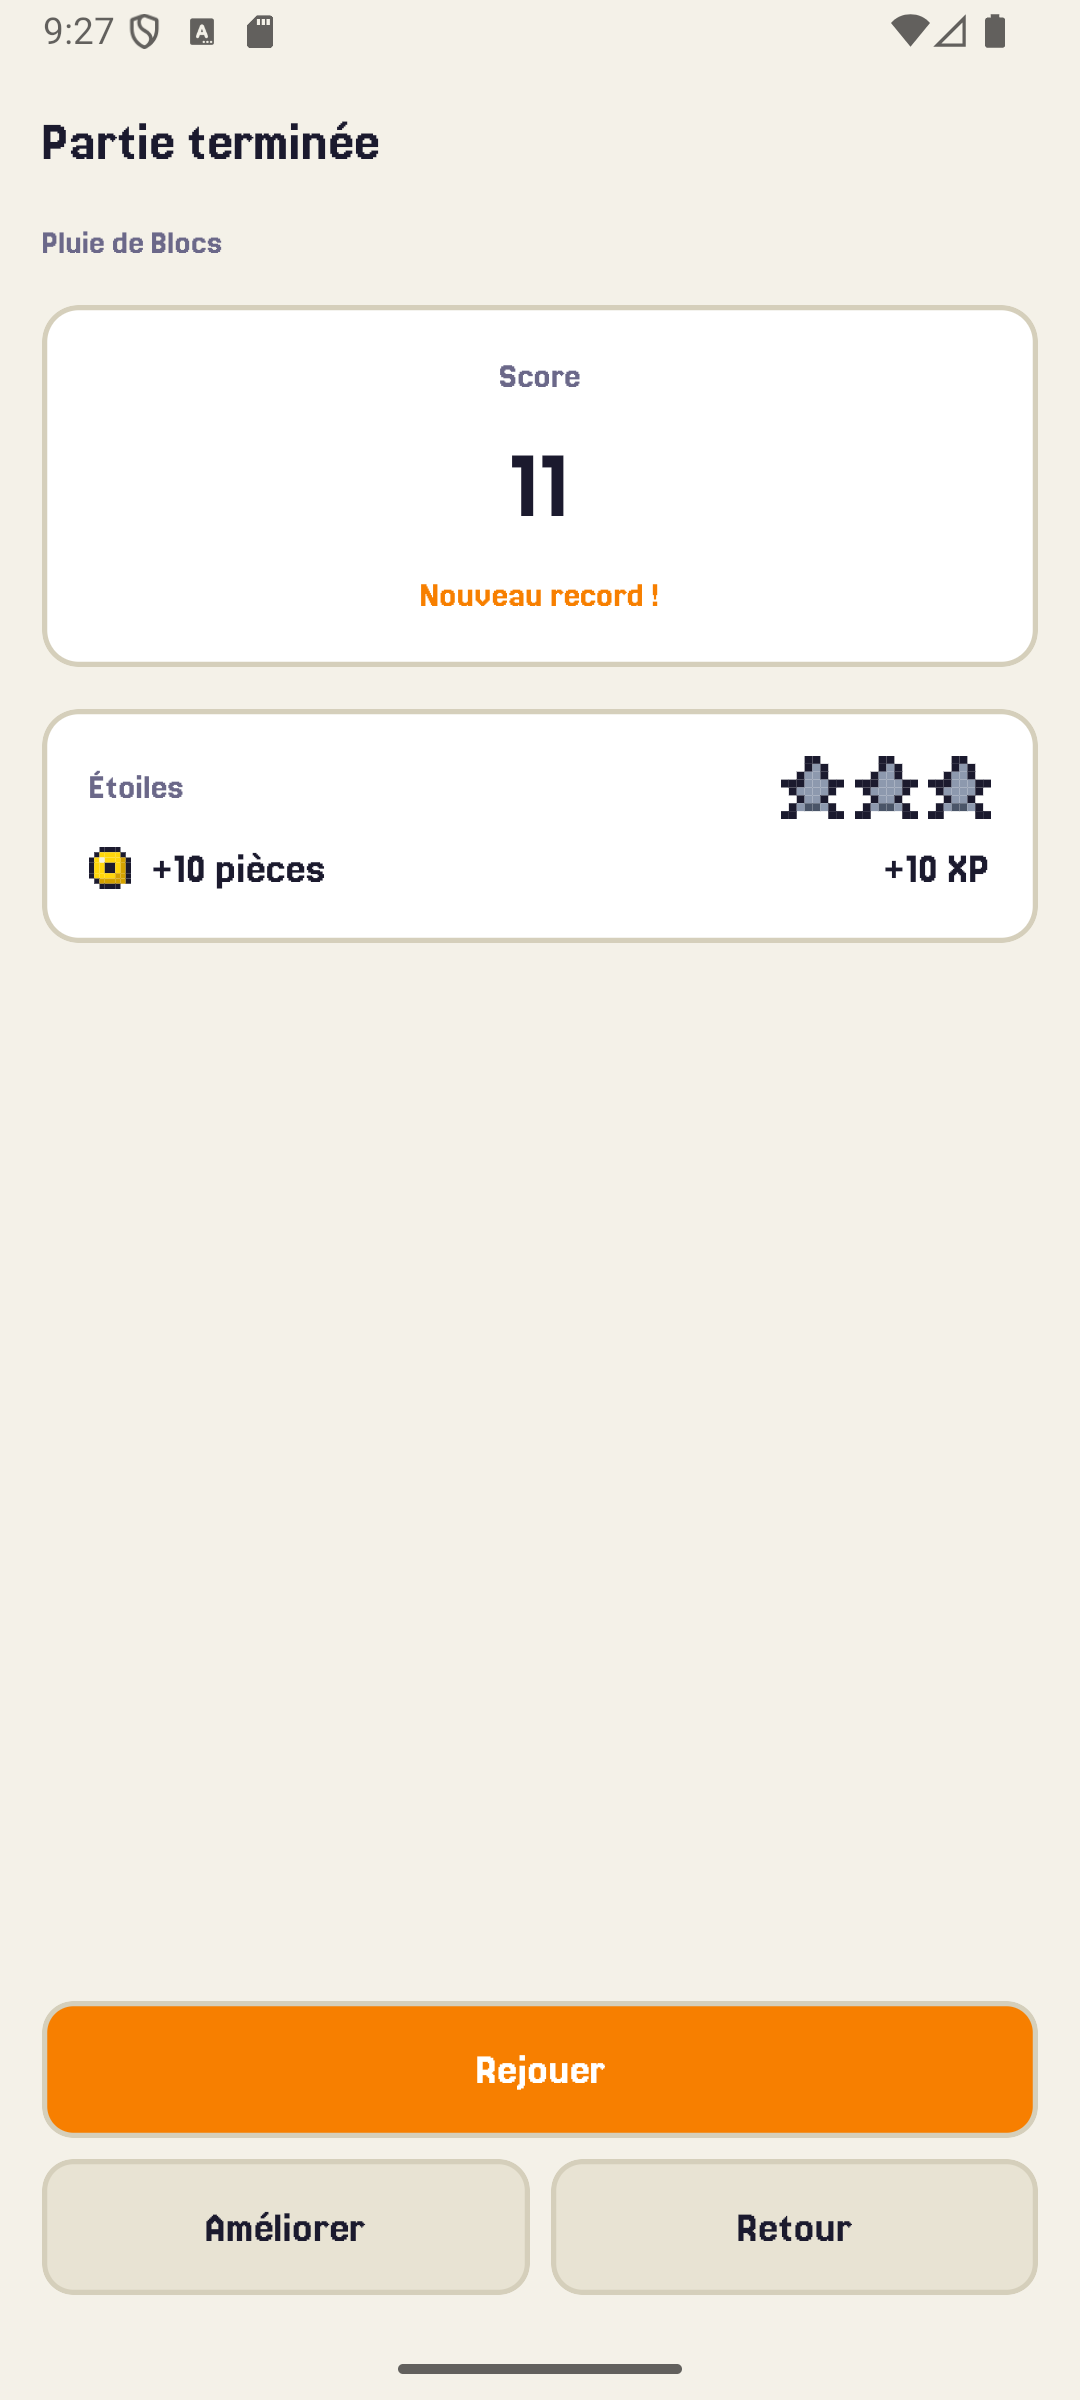 9:27
Partie terminée
Pluie de Blocs
Score
11
Nouveau record !
Étoiles
+10 pièces +10 XP
Rejouer
Améliorer Retour